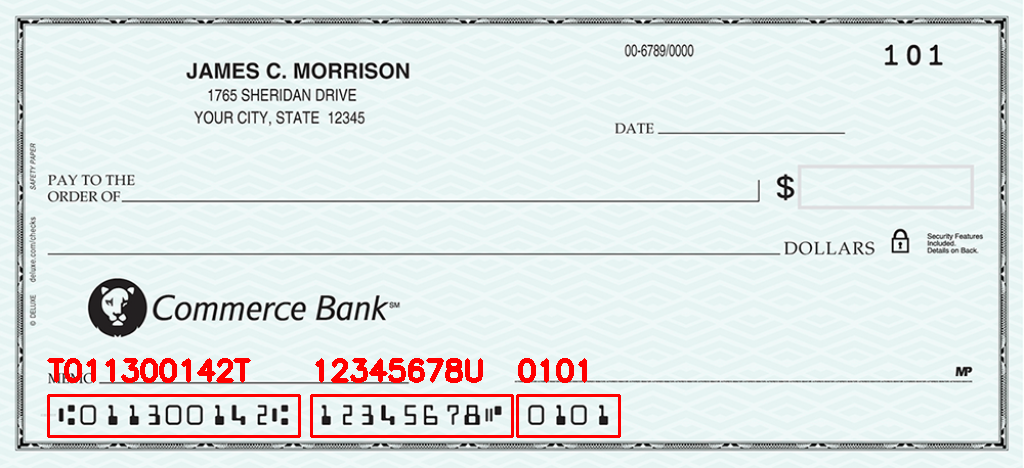 00-6789/0000
101
JAMES C. MORRISON
1765 SHERIDAN DRIVE
YOUR CITY, STATE 12345
DATE
SAFETY PAPER
PAY TO THE
ORDER OF
$
deluxe.com/checks
DOLLARS
Security Features
Included.
Details on Back.
© DELUXE
Commerce Bank SM
T011300142T 12345678U 0101
MEMO
MP
⑆011300142⑆ 12345678⑈ 0101